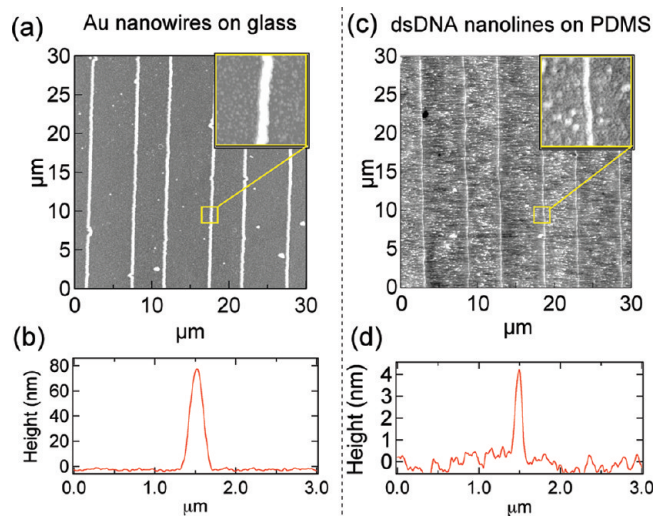 (a) Au nanowires on glass
30
25
20
15
10
5
0
μm
0 10 20 30
μm
(b)
80
60
40
20
0
Height (nm)
0.0 1.0 2.0 3.0
μm
(c) dsDNA nanolines on PDMS
30
25
20
15
10
5
0
μm
0 10 20 30
μm
(d)
4
3
2
1
0
Height (nm)
0.0 1.0 2.0 3.0
μm